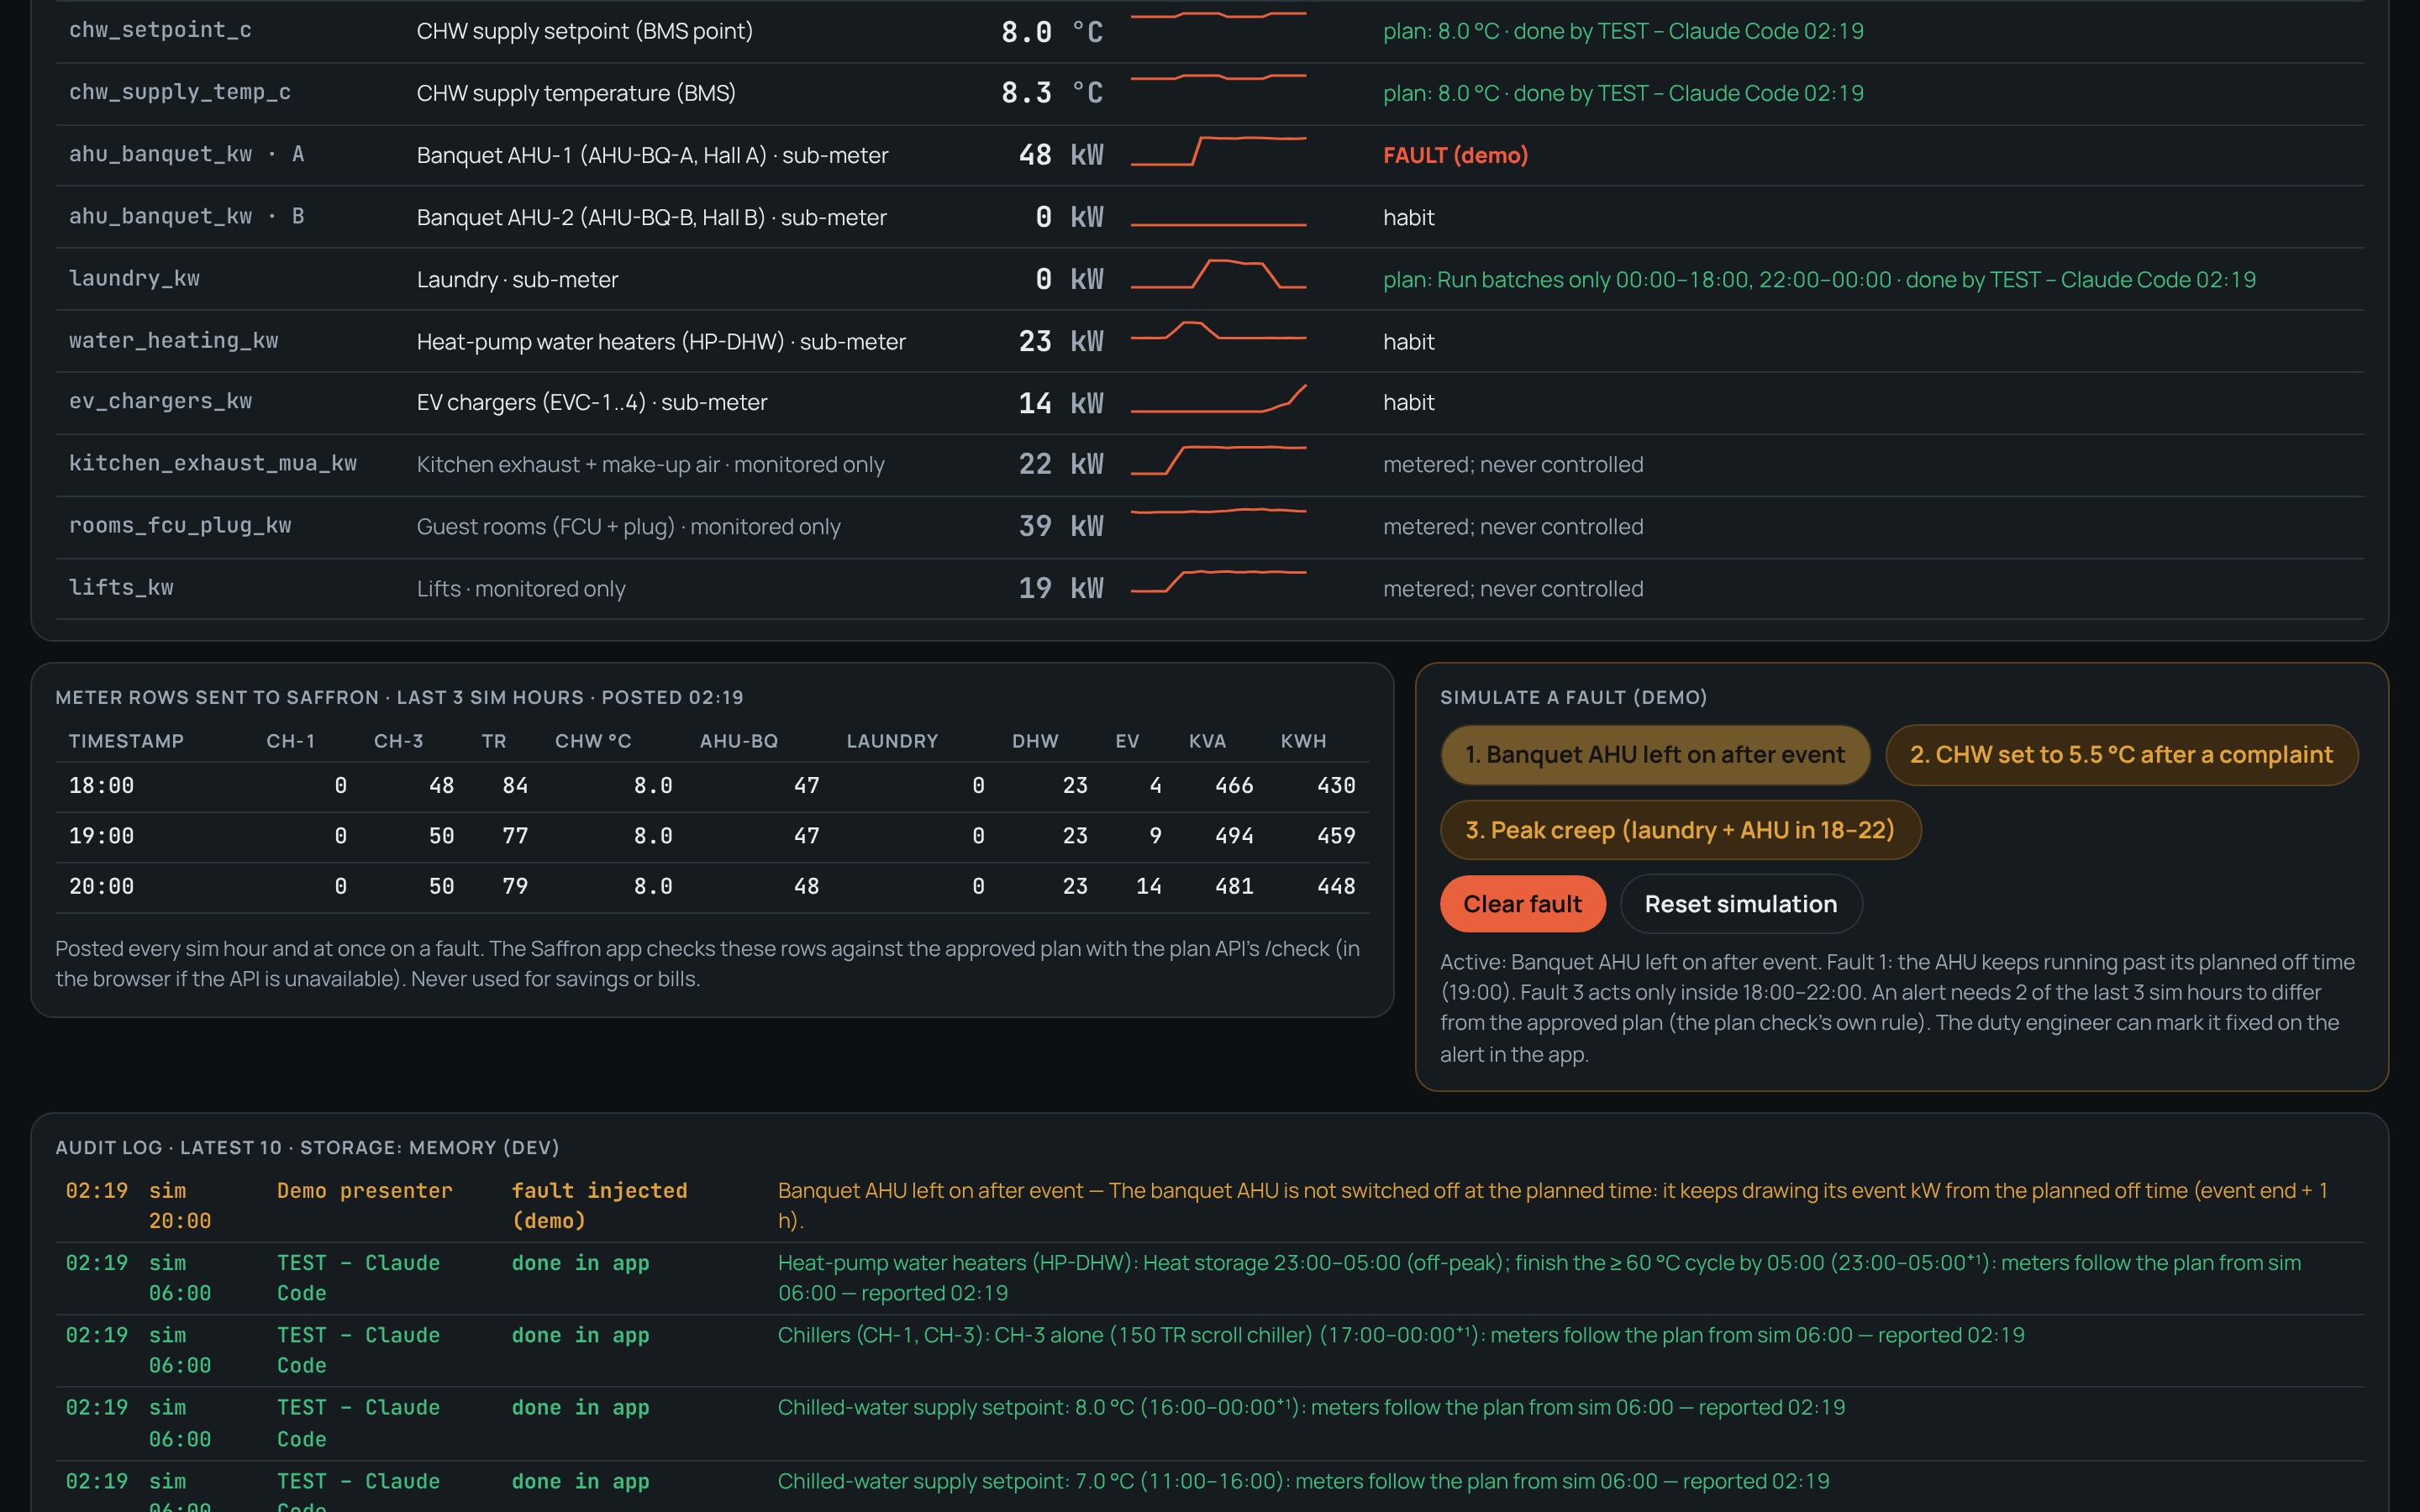 chw_setpoint_c CHW supply setpoint (BMS point) 8.0 °C plan: 8.0 °C · done by TEST – Claude Code 02:19
chw_supply_temp_c CHW supply temperature (BMS) 8.3 °C plan: 8.0 °C · done by TEST – Claude Code 02:19
ahu_banquet_kw · A Banquet AHU-1 (AHU-BQ-A, Hall A) · sub-meter 48 kW FAULT (demo)
ahu_banquet_kw · B Banquet AHU-2 (AHU-BQ-B, Hall B) · sub-meter 0 kW habit
laundry_kw Laundry · sub-meter 0 kW plan: Run batches only 00:00–18:00, 22:00–00:00 · done by TEST – Claude Code 02:19
water_heating_kw Heat-pump water heaters (HP-DHW) · sub-meter 23 kW habit
ev_chargers_kw EV chargers (EVC-1..4) · sub-meter 14 kW habit
kitchen_exhaust_mua_kw Kitchen exhaust + make-up air · monitored only 22 kW metered; never controlled
rooms_fcu_plug_kw Guest rooms (FCU + plug) · monitored only 39 kW metered; never controlled
lifts_kw Lifts · monitored only 19 kW metered; never controlled
METER ROWS SENT TO SAFFRON · LAST 3 SIM HOURS · POSTED 02:19
TIMESTAMP CH-1 CH-3 TR CHW °C AHU-BQ LAUNDRY DHW EV KVA KWH
18:00 0 48 84 8.0 47 0 23 4 466 430
19:00 0 50 77 8.0 47 0 23 9 494 459
20:00 0 50 79 8.0 48 0 23 14 481 448
Posted every sim hour and at once on a fault. The Saffron app checks these rows against the approved plan with the plan API's /check (in
the browser if the API is unavailable). Never used for savings or bills.
SIMULATE A FAULT (DEMO)
1. Banquet AHU left on after event 2. CHW set to 5.5 °C after a complaint
3. Peak creep (laundry + AHU in 18–22)
Clear fault Reset simulation
Active: Banquet AHU left on after event. Fault 1: the AHU keeps running past its planned off time
(19:00). Fault 3 acts only inside 18:00–22:00. An alert needs 2 of the last 3 sim hours to differ
from the approved plan (the plan check's own rule). The duty engineer can mark it fixed on the
alert in the app.
AUDIT LOG · LATEST 10 · STORAGE: MEMORY (DEV)
02:19 sim Demo presenter fault injected Banquet AHU left on after event — The banquet AHU is not switched off at the planned time: it keeps drawing its event kW from the planned off time (event end + 1
20:00 (demo) h).
02:19 sim TEST – Claude done in app Heat-pump water heaters (HP-DHW): Heat storage 23:00–05:00 (off-peak); finish the ≥ 60 °C cycle by 05:00 (23:00–05:00⁺¹): meters follow the plan from sim
06:00 Code 06:00 — reported 02:19
02:19 sim TEST – Claude done in app Chillers (CH-1, CH-3): CH-3 alone (150 TR scroll chiller) (17:00–00:00⁺¹): meters follow the plan from sim 06:00 — reported 02:19
06:00 Code
02:19 sim TEST – Claude done in app Chilled-water supply setpoint: 8.0 °C (16:00–00:00⁺¹): meters follow the plan from sim 06:00 — reported 02:19
06:00 Code
02:19 sim TEST – Claude done in app Chilled-water supply setpoint: 7.0 °C (11:00–16:00): meters follow the plan from sim 06:00 — reported 02:19
06:00 Code